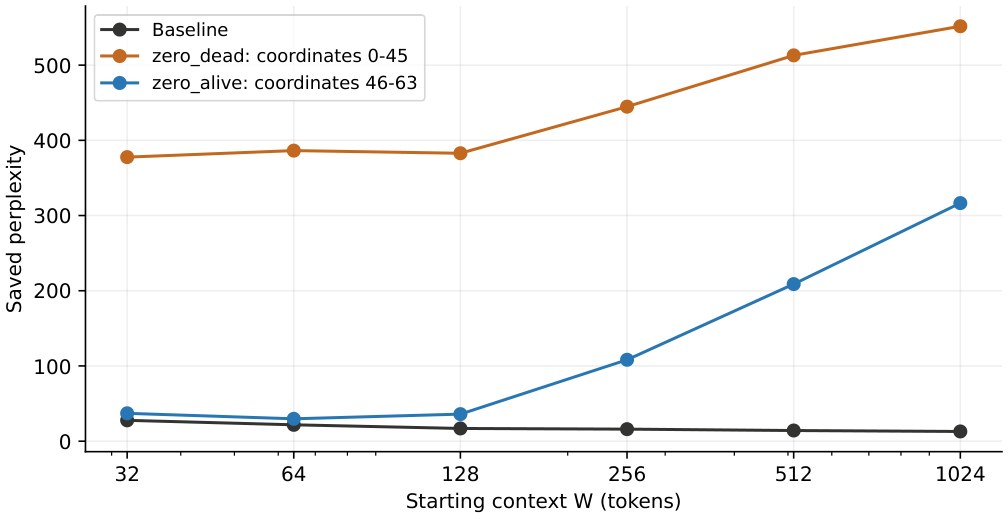 Baseline
zero_dead: coordinates 0-45
zero_alive: coordinates 46-63
Saved perplexity
500
400
300
200
100
0
32 64 128 256 512 1024
Starting context W (tokens)